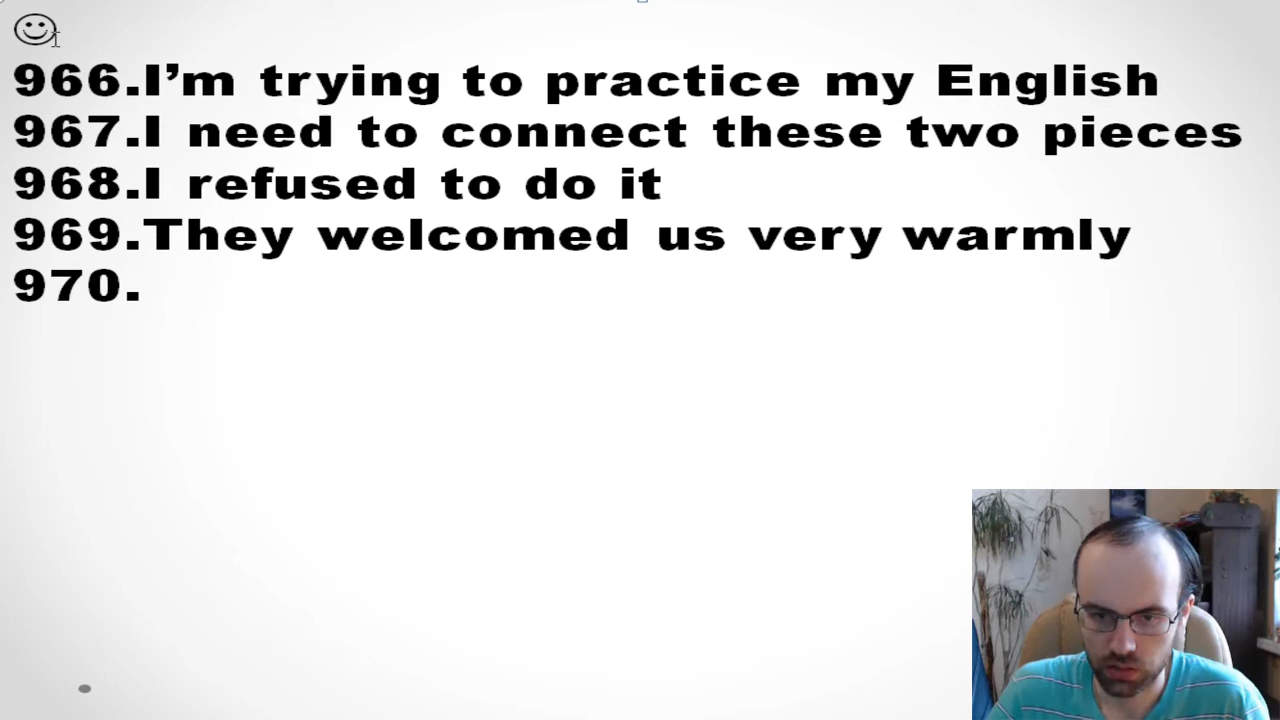 966.I’m trying to practice my English
967.I need to connect these two pieces
968.I refused to do it
969.They welcomed us very warmly
970.